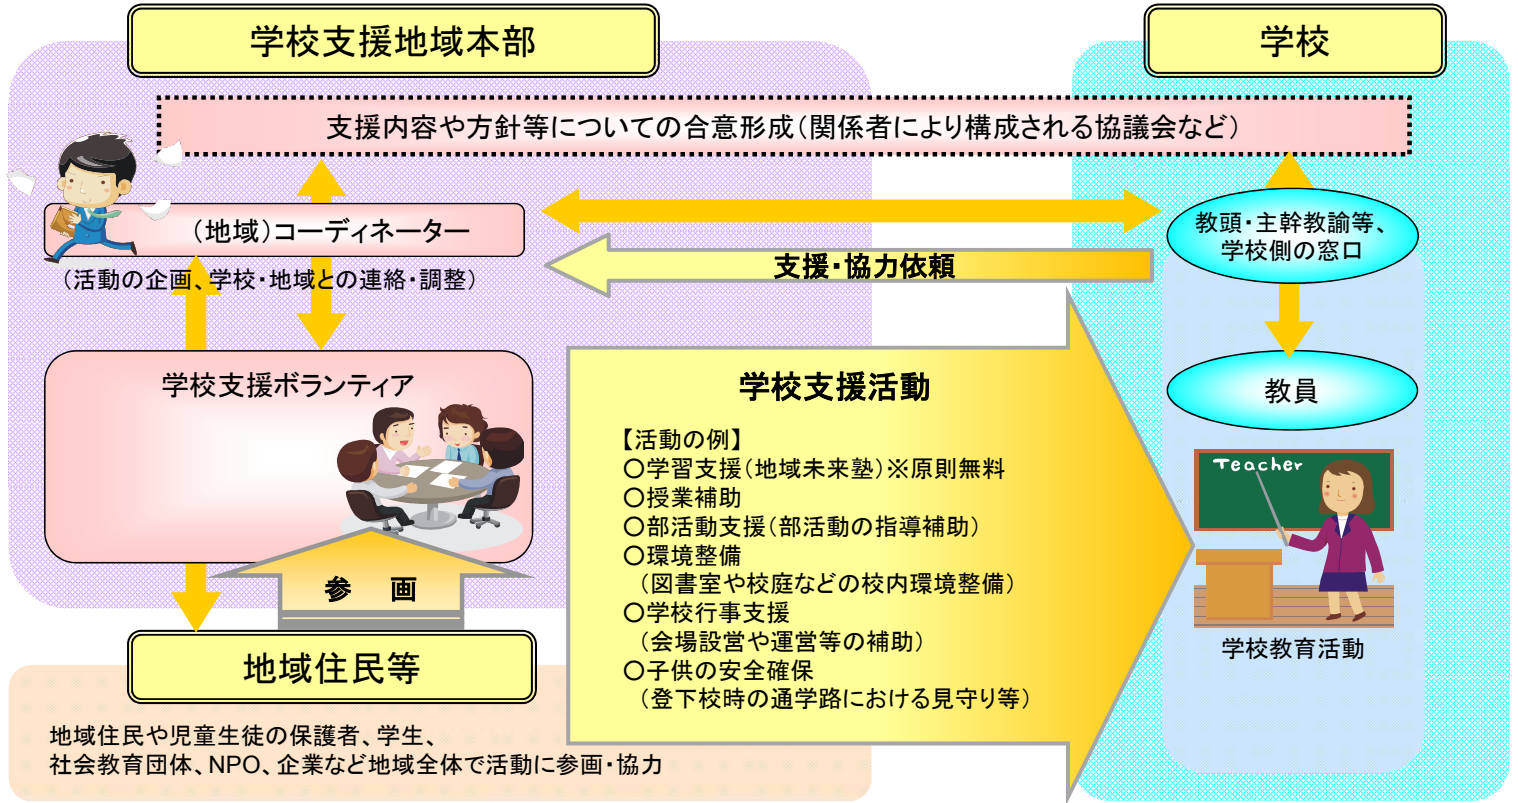 学校支援地域本部
学校
支援内容や方針等についての合意形成（関係者により構成される協議会など）
（地域）コーディネーター
（活動の企画、学校・地域との連絡・調整）
教頭・主幹教諭等、
学校側の窓口
支援・協力依頼
学校支援ボランティア
参　画
学校支援活動
【活動の例】
○学習支援（地域未来塾）※原則無料
○授業補助
○部活動支援（部活動の指導補助）
○環境整備
（図書室や校庭などの校内環境整備）
○学校行事支援
（会場設営や運営等の補助）
○子供の安全確保
（登下校時の通学路における見守り等）
教員
Teacher
学校教育活動
地域住民等
地域住民や児童生徒の保護者、学生、
社会教育団体、NPO、企業など地域全体で活動に参画・協力